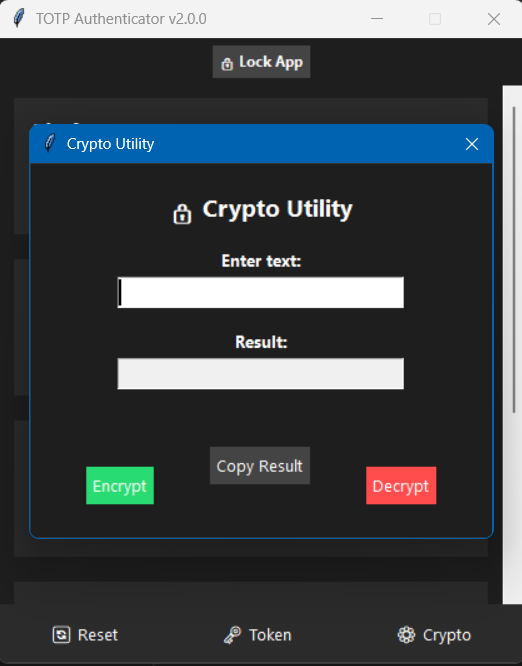 TOTP Authenticator v2.0.0
Lock App
Crypto Utility
Crypto Utility
Enter text:
Result:
Copy Result
Encrypt
Decrypt
Reset
Token
Crypto